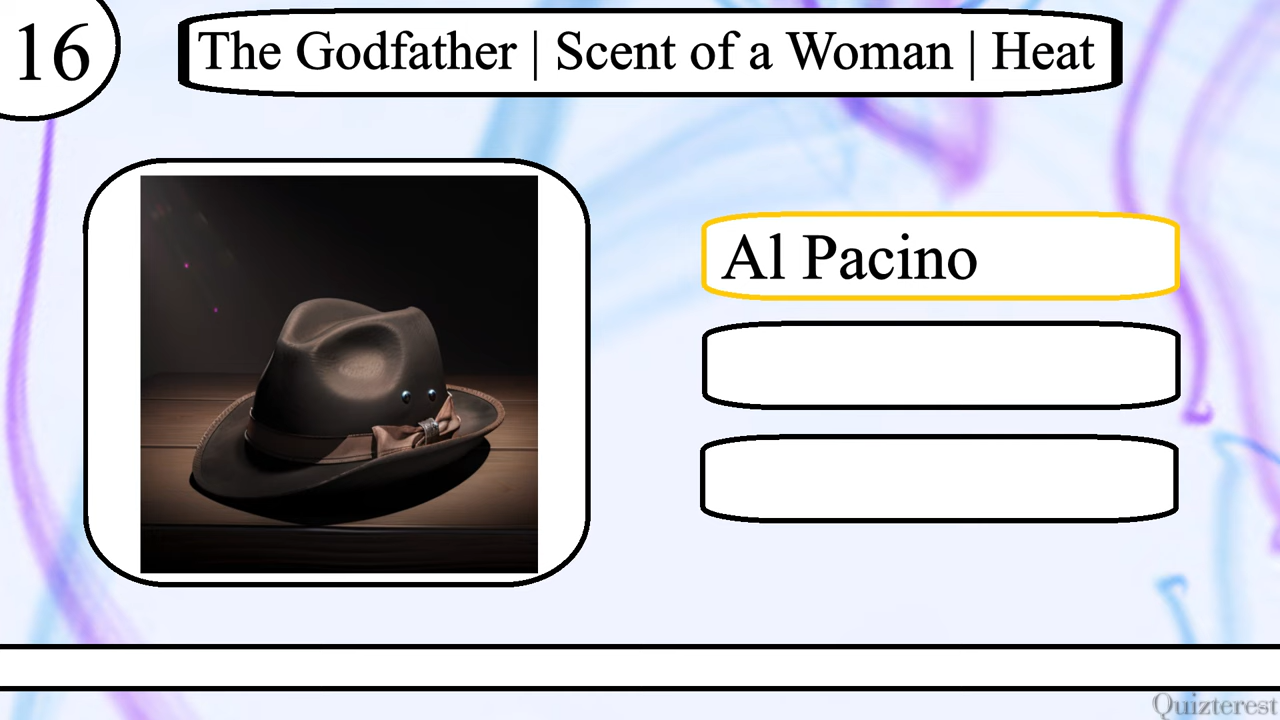 16
The Godfather | Scent of a Woman | Heat
Al Pacino
Quizterest